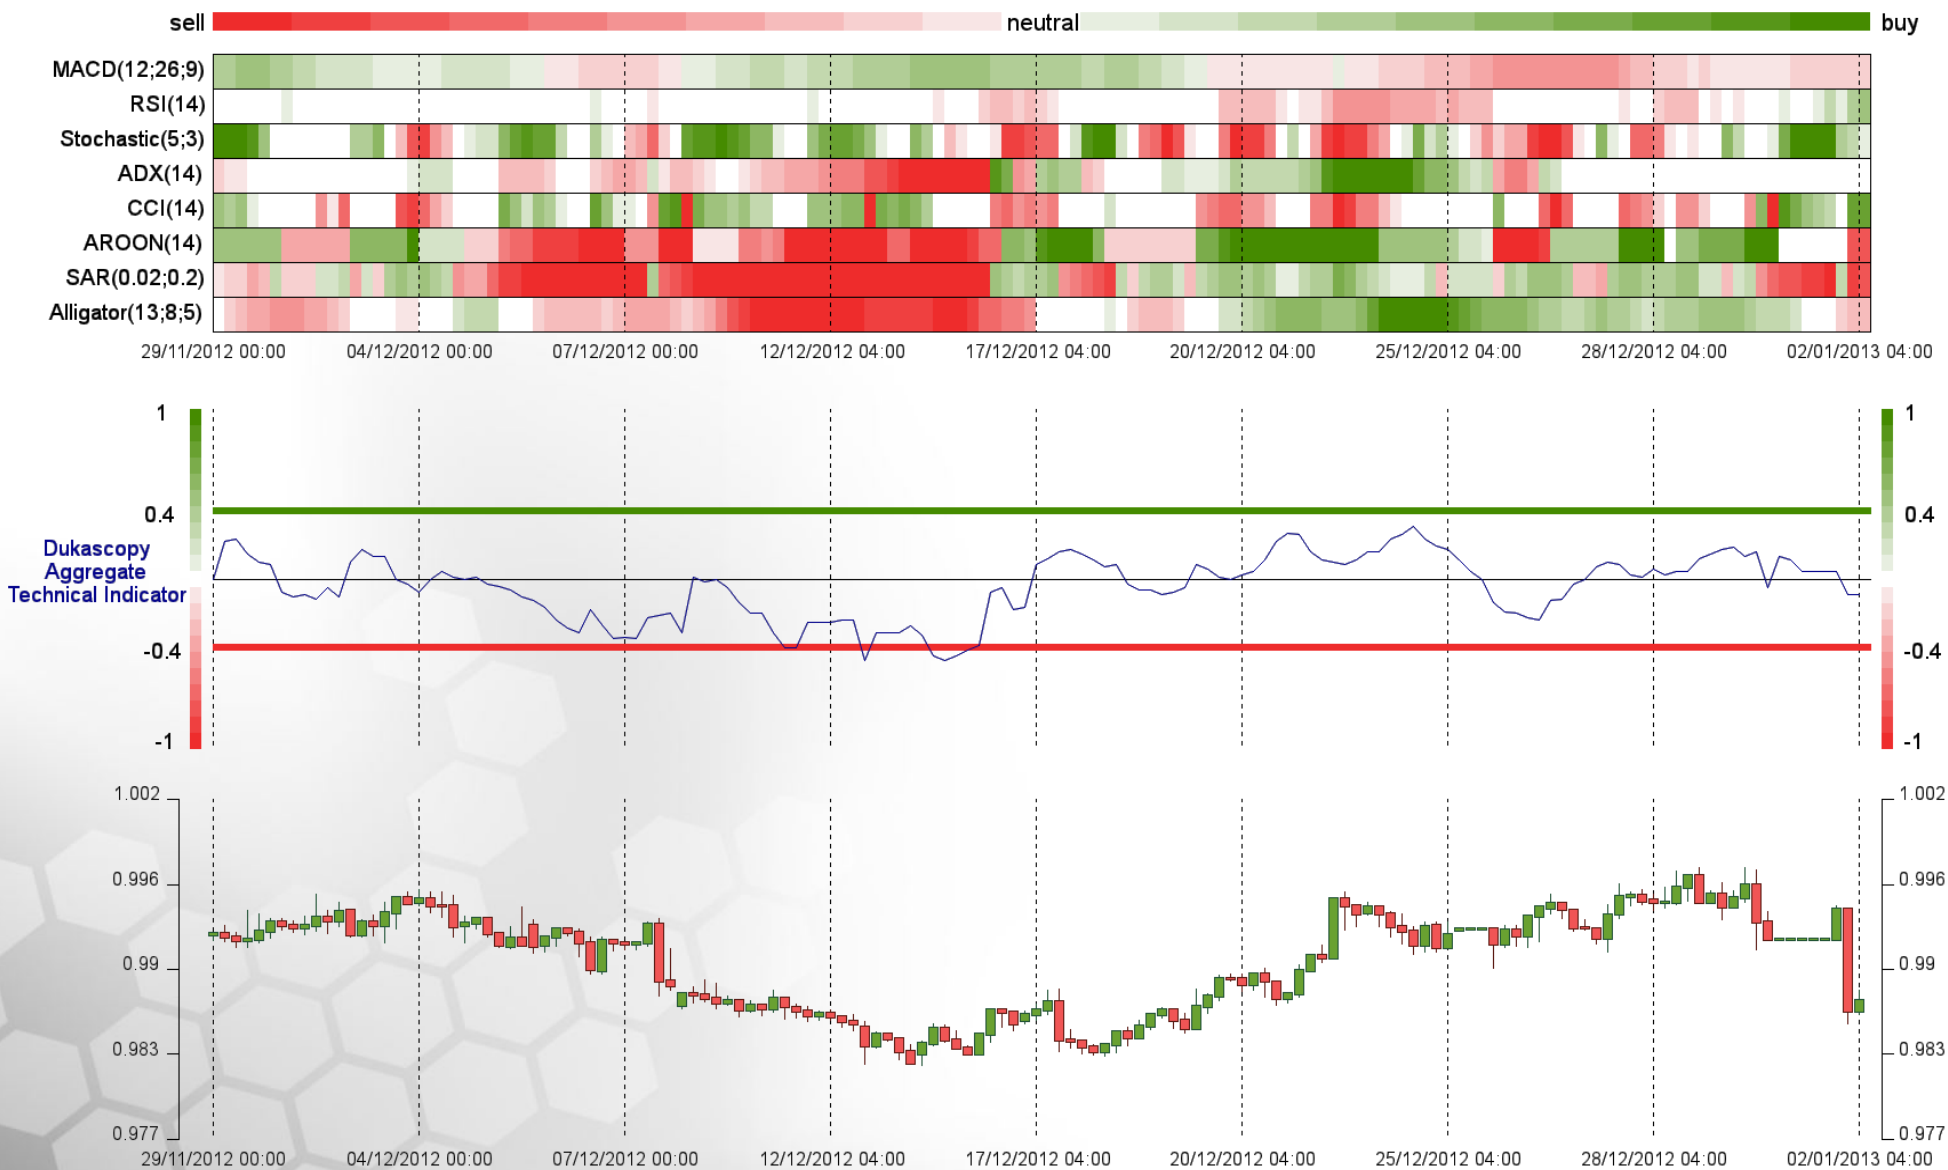 sell neutral buy
MACD(12;26;9)
RSI(14)
Stochastic(5;3)
ADX(14)
CCI(14)
AROON(14)
SAR(0.02;0.2)
Alligator(13;8;5)
29/11/2012 00:00 04/12/2012 00:00 07/12/2012 00:00 12/12/2012 04:00 17/12/2012 04:00 20/12/2012 04:00 25/12/2012 04:00 28/12/2012 04:00 02/01/2013 04:00
1 1
0.4 0.4
Dukascopy
Aggregate
Technical Indicator
-0.4 -0.4
-1 -1
1.002 1.002
0.996 0.996
0.99 0.99
0.983 0.983
0.977 0.977
29/11/2012 00:00 04/12/2012 00:00 07/12/2012 00:00 12/12/2012 04:00 17/12/2012 04:00 20/12/2012 04:00 25/12/2012 04:00 28/12/2012 04:00 02/01/2013 04:00